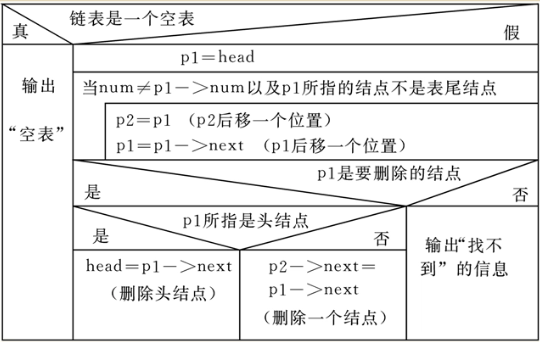 链表是一个空表
真
假
输出
“空表”
p1=head
当num≠p1—>num以及p1所指的结点不是表尾结点
p2=p1 (p2后移一个位置)
p1=p1—>next (p1后移一个位置)
p1是要删除的结点
是
否
p1所指是头结点
是
否
head=p1—>next
(删除头结点)
p2—>next=
p1—>next
(删除一个结点)
输出“找不
到”的信息